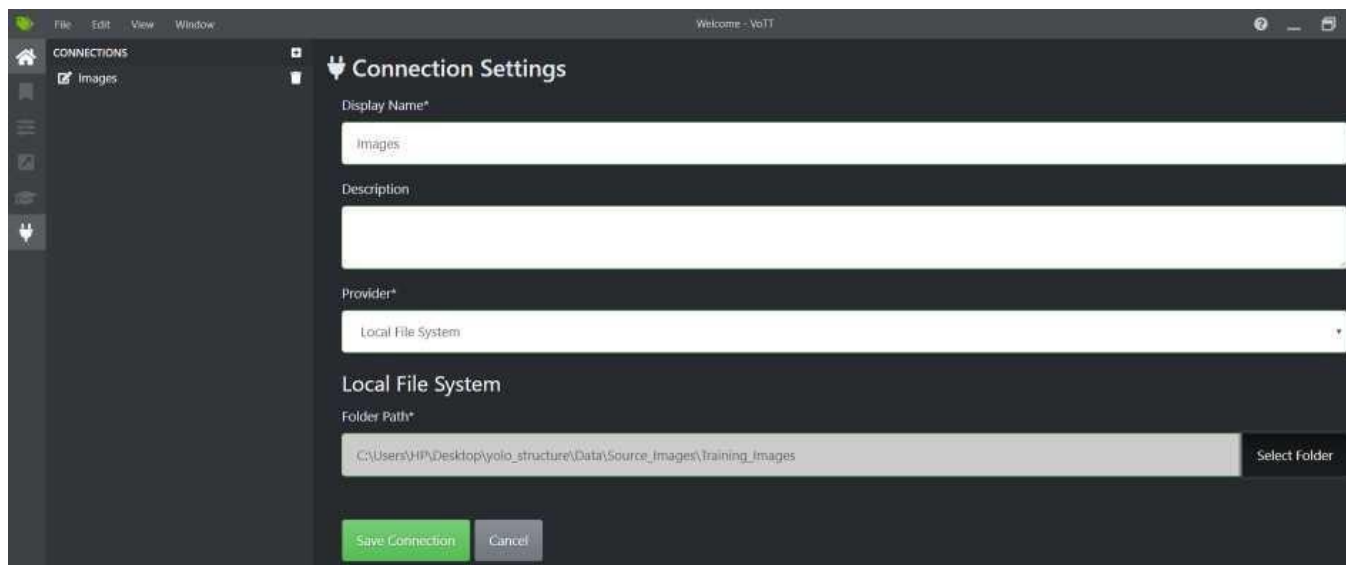 File Edit View Window
Welcome - VoTT
CONNECTIONS
Images
Connection Settings
Display Name*
Images
Description
Provider*
Local File System
Local File System
Folder Path*
C:\Users\HP\Desktop\yolo_structure\Data\Source_Images\Training_Images
Select Folder
Save Connection
Cancel